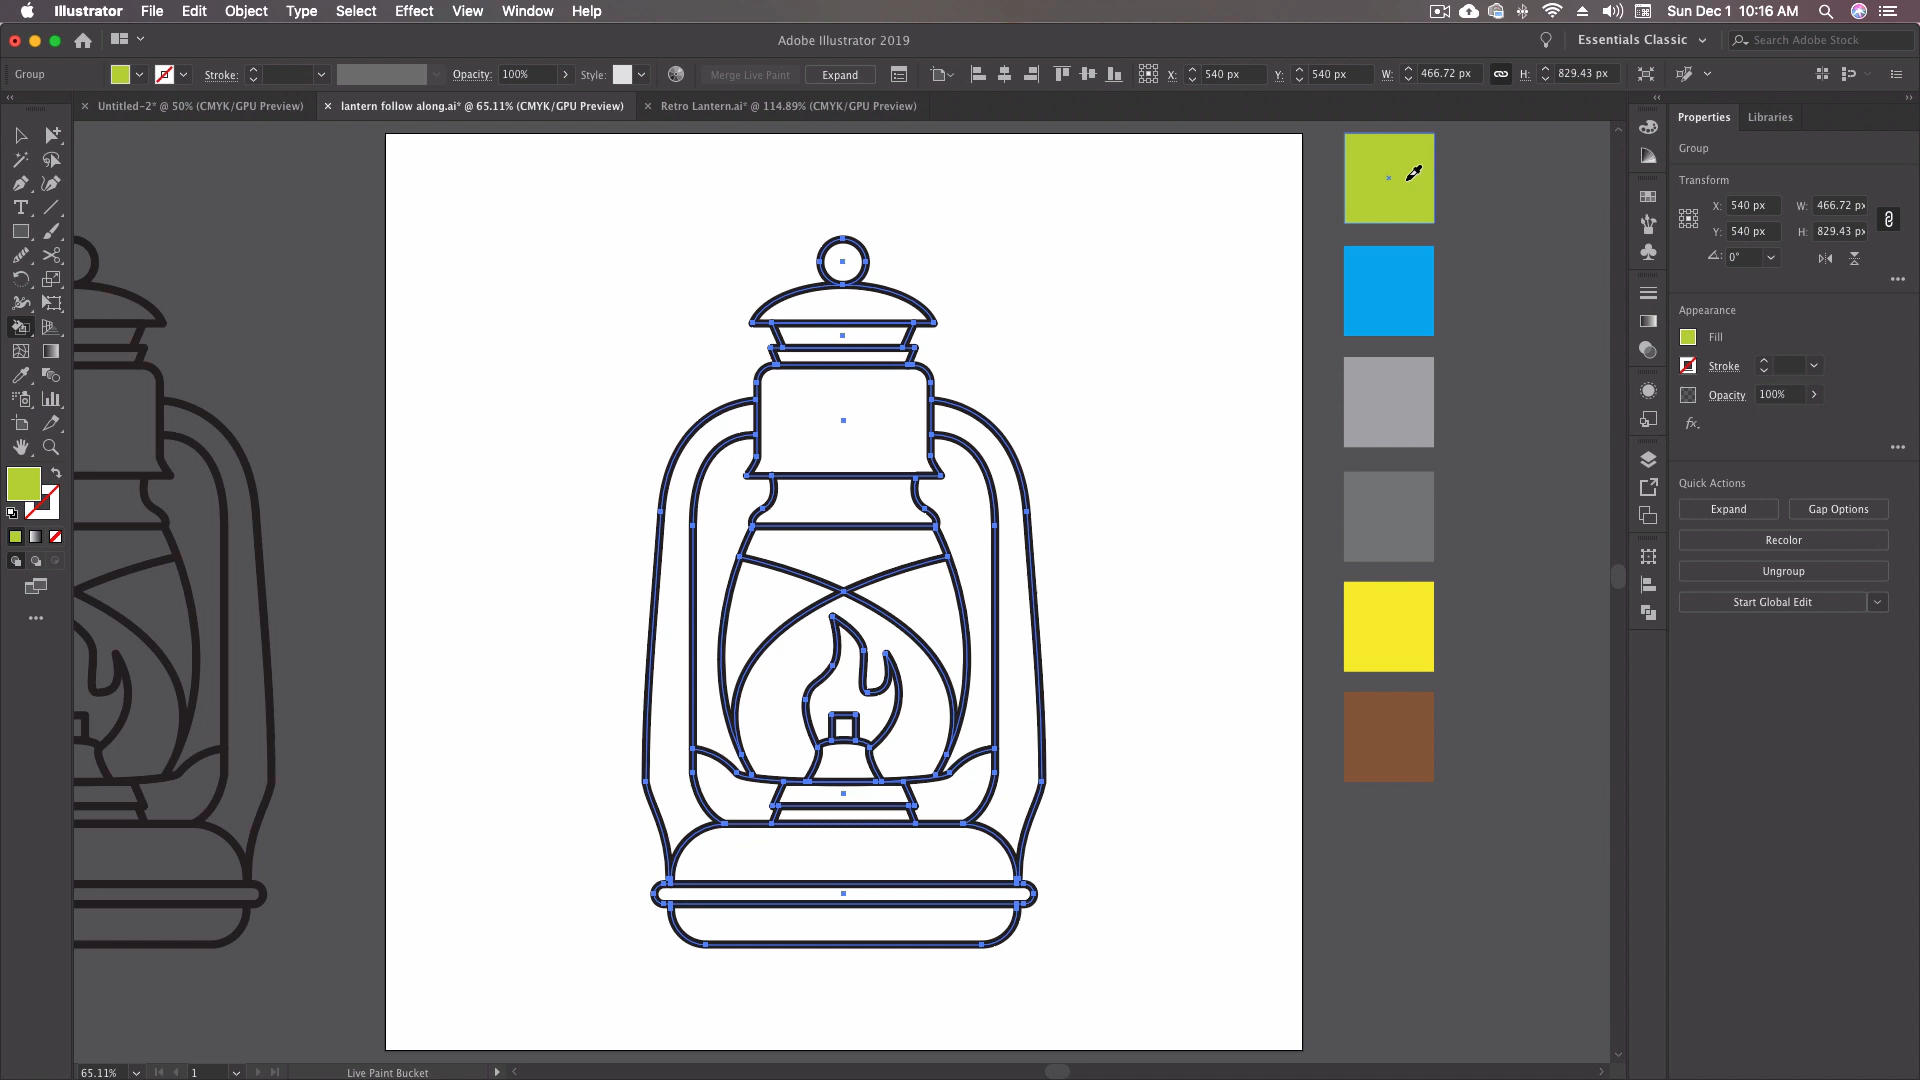 Illustrator File Edit Object Type Select Effect View Window Help
Sun Dec 1 10:16 AM
Adobe Illustrator 2019
Essentials Classic
Search Adobe Stock
Group
Stroke:
Opacity: 100%
Style:
Merge Live Paint
Expand
X: 540 px
Y: 540 px
W: 466.72 px
H: 829.43 px
Untitled-2* @ 50% (CMYK/GPU Preview)
lantern follow along.ai* @ 65.11% (CMYK/GPU Preview)
Retro Lantern.ai* @ 114.89% (CMYK/GPU Preview)
Properties Libraries
Group
Transform
X: 540 px W: 466.72 px
Y: 540 px H: 829.43 px
0°
Appearance
Fill
Stroke
Opacity 100%
fx.
Quick Actions
Expand Gap Options
Recolor
Ungroup
Start Global Edit
65.11% 1 Live Paint Bucket